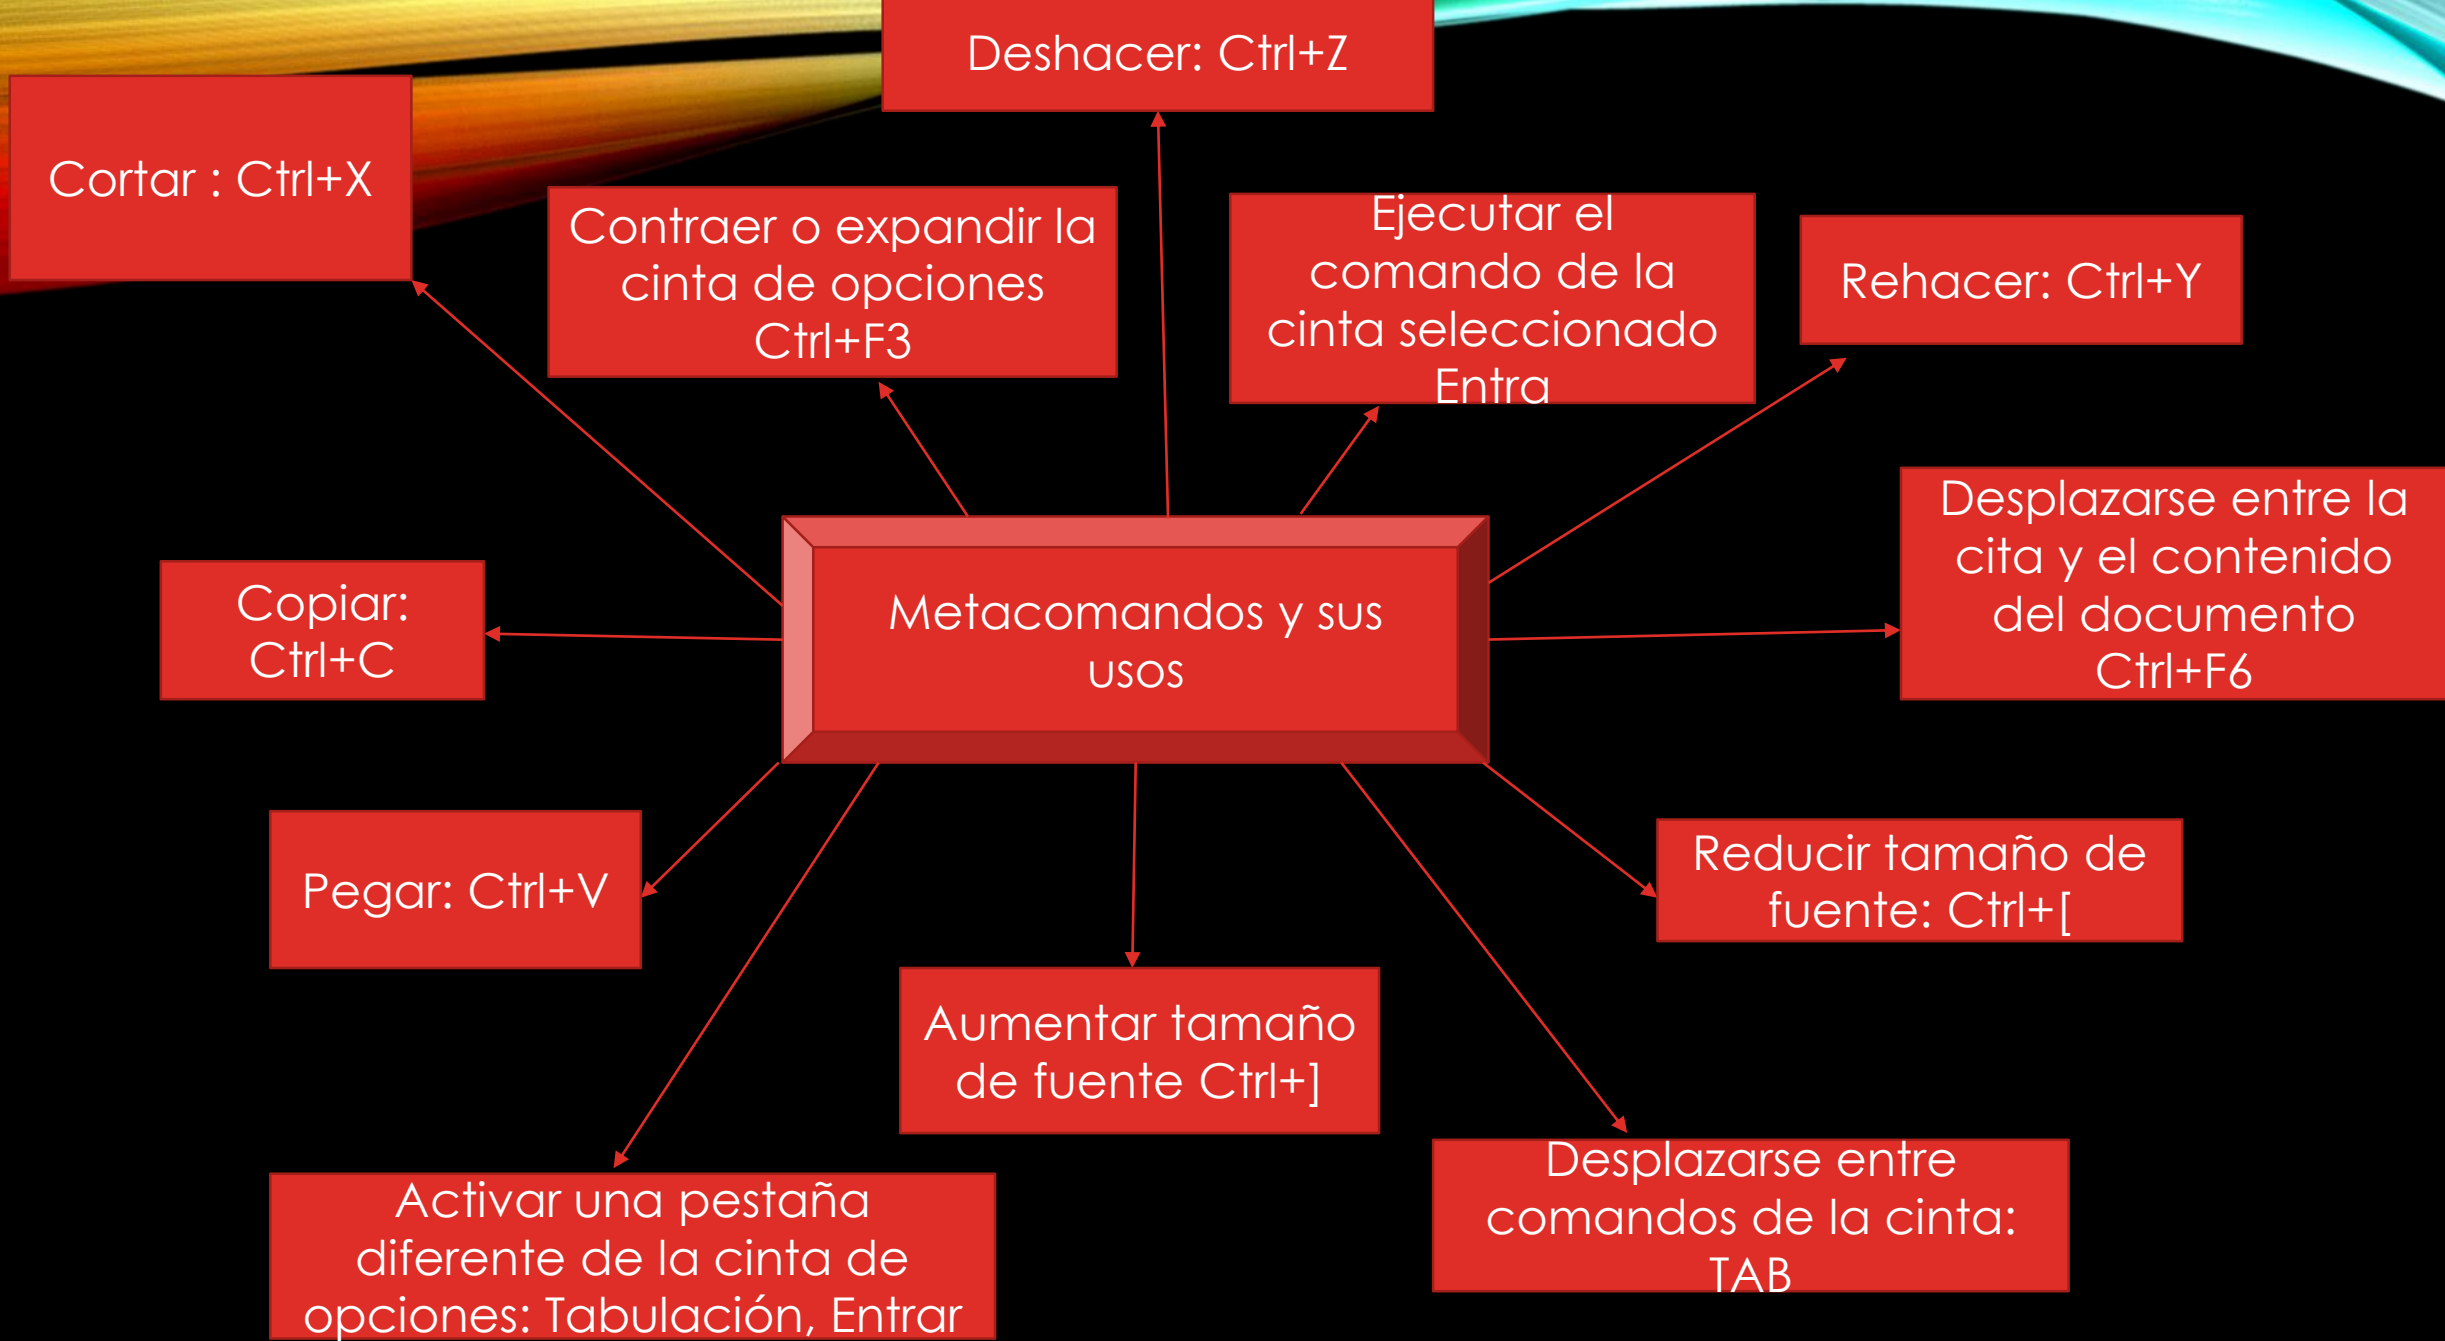 Deshacer: Ctrl+Z
Cortar : Ctrl+X
Contraer o expandir la
cinta de opciones
Ctrl+F3
Ejecutar el
comando de la
cinta seleccionado
Entra
Rehacer: Ctrl+Y
Desplazarse entre la
cita y el contenido
del documento
Ctrl+F6
Metacomandos y sus
usos
Copiar:
Ctrl+C
Pegar: Ctrl+V
Reducir tamaño de
fuente: Ctrl+[
Aumentar tamaño
de fuente Ctrl+]
Desplazarse entre
comandos de la cinta:
TAB
Activar una pestaña
diferente de la cinta de
opciones: Tabulación, Entrar